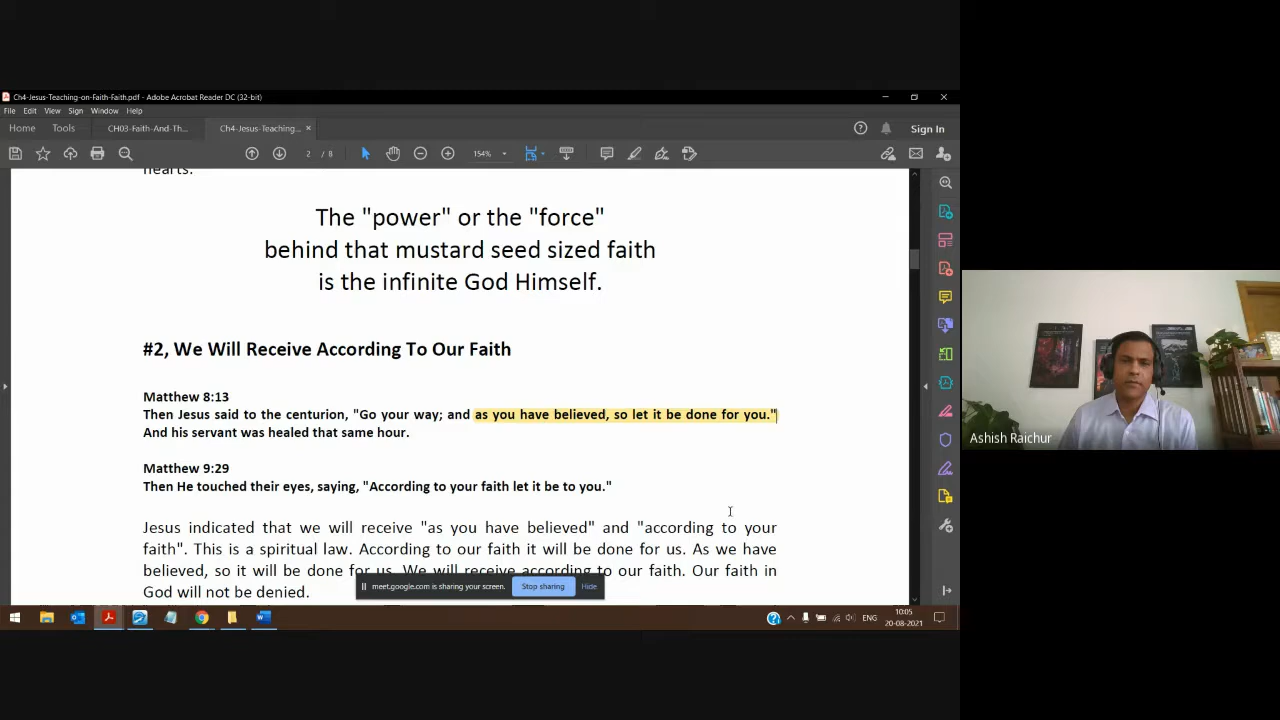 Ch4-Jesus-Teaching-on-Faith-Faith.pdf - Adobe Acrobat Reader DC (32-bit)
File Edit View Sign Window Help
Home Tools CH03-Faith-And-Th... Ch4-Jesus-Teaching... × Sign In
2 / 8 154%
hearts.
The "power" or the "force"
behind that mustard seed sized faith
is the infinite God Himself.
#2, We Will Receive According To Our Faith
Matthew 8:13
Then Jesus said to the centurion, "Go your way; and as you have believed, so let it be done for you."
And his servant was healed that same hour.
Matthew 9:29
Then He touched their eyes, saying, "According to your faith let it be to you."
Jesus indicated that we will receive "as you have believed" and "according to your
faith". This is a spiritual law. According to our faith it will be done for us. As we have
believed, so it will be done for us. We will receive according to our faith. Our faith in
God will not be denied.
meet.google.com is sharing your screen. Stop sharing Hide
ENG 10:05
20-08-2021
Ashish Raichur